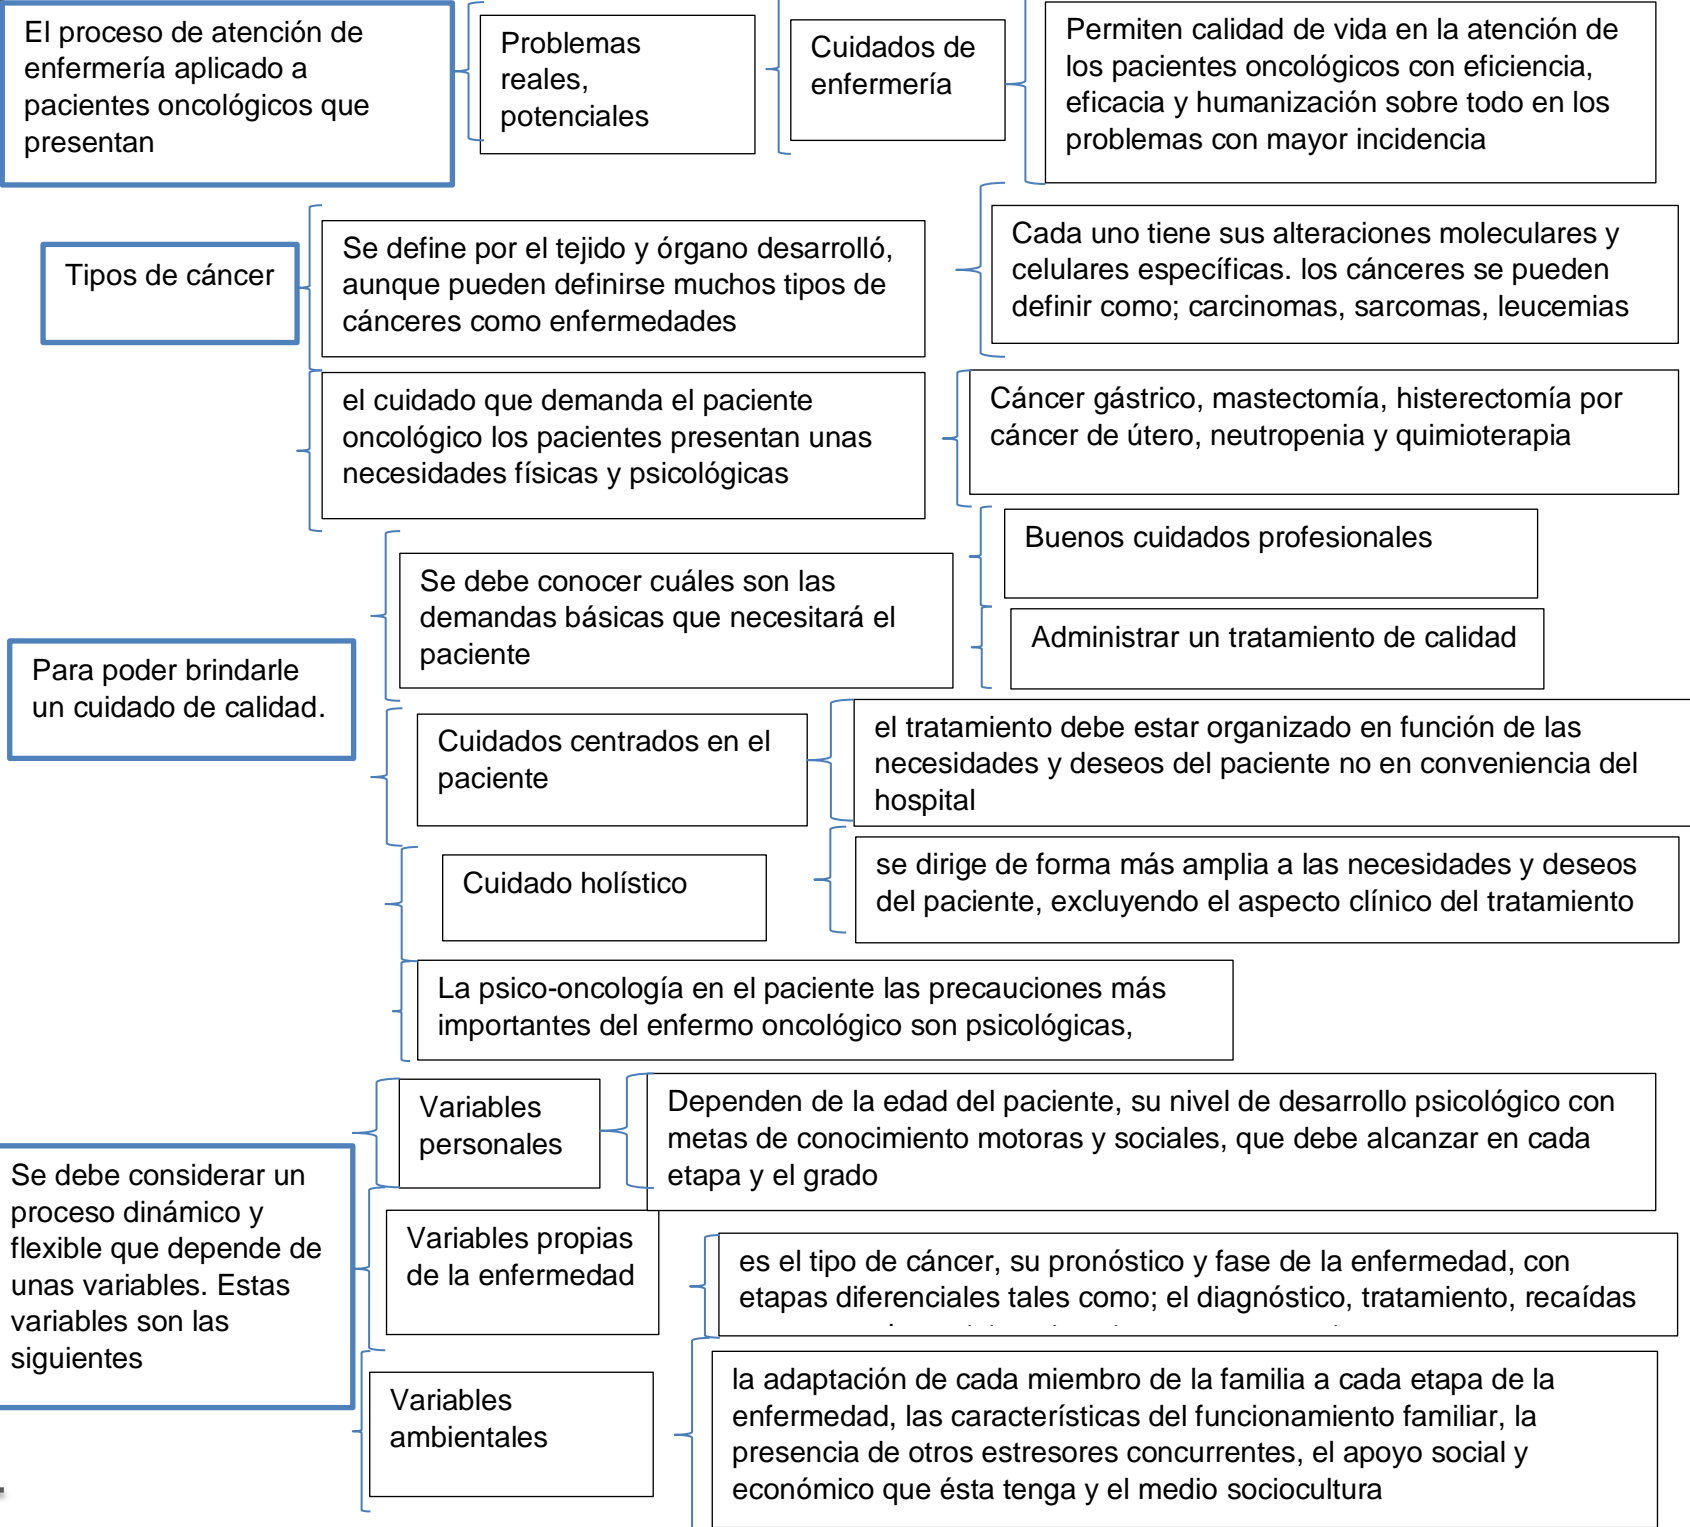 El proceso de atención de
enfermería aplicado a
pacientes oncológicos que
presentan
Problemas
reales,
potenciales
Cuidados de
enfermería
Permiten calidad de vida en la atención de
los pacientes oncológicos con eficiencia,
eficacia y humanización sobre todo en los
problemas con mayor incidencia
Tipos de cáncer
Se define por el tejido y órgano desarrolló,
aunque pueden definirse muchos tipos de
cánceres como enfermedades
Cada uno tiene sus alteraciones moleculares y
celulares específicas. los cánceres se pueden
definir como; carcinomas, sarcomas, leucemias
el cuidado que demanda el paciente
oncológico los pacientes presentan unas
necesidades físicas y psicológicas
Cáncer gástrico, mastectomía, histerectomía por
cáncer de útero, neutropenia y quimioterapia
Para poder brindarle
un cuidado de calidad.
Se debe conocer cuáles son las
demandas básicas que necesitará el
paciente
Buenos cuidados profesionales
Administrar un tratamiento de calidad
Cuidados centrados en el
paciente
el tratamiento debe estar organizado en función de las
necesidades y deseos del paciente no en conveniencia del
hospital
Cuidado holístico
se dirige de forma más amplia a las necesidades y deseos
del paciente, excluyendo el aspecto clínico del tratamiento
La psico-oncología en el paciente las precauciones más
importantes del enfermo oncológico son psicológicas,
Se debe considerar un
proceso dinámico y
flexible que depende de
unas variables. Estas
variables son las
siguientes
Variables
personales
Dependen de la edad del paciente, su nivel de desarrollo psicológico con
metas de conocimiento motoras y sociales, que debe alcanzar en cada
etapa y el grado
Variables propias
de la enfermedad
es el tipo de cáncer, su pronóstico y fase de la enfermedad, con
etapas diferenciales tales como; el diagnóstico, tratamiento, recaídas
Variables
ambientales
la adaptación de cada miembro de la familia a cada etapa de la
enfermedad, las características del funcionamiento familiar, la
presencia de otros estresores concurrentes, el apoyo social y
económico que ésta tenga y el medio sociocultura